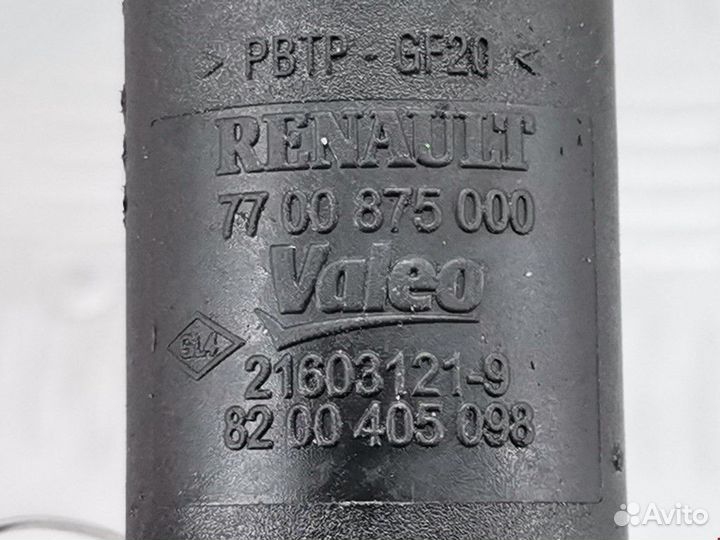 > PBTP - GF20 <
RENAULT
77 00 875 000
Valeo
21603121-9
82 00 405 098
Avito